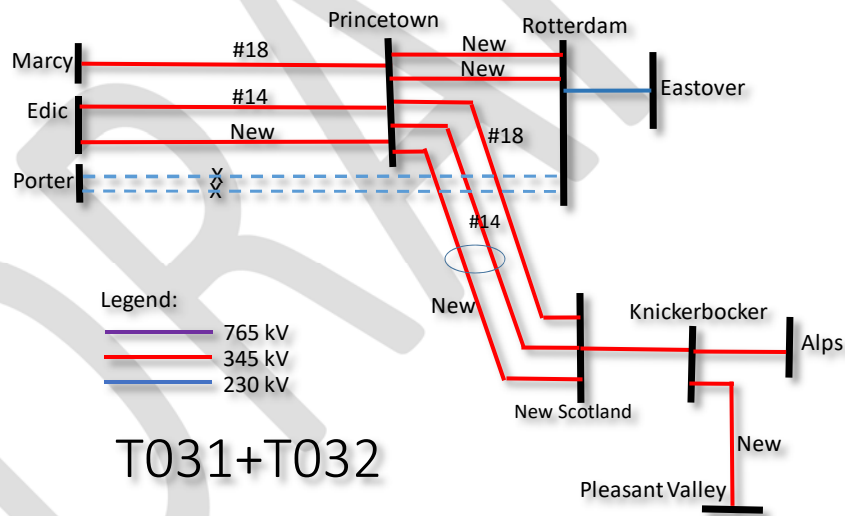 Princetown
Rotterdam
Marcy
#18
New
New
Eastover
Edic
#14
New
#18
Porter
X
X
#14
New
Legend:
765 kV
345 kV
230 kV
Knickerbocker
Alps
New Scotland
New
T031+T032
Pleasant Valley
DRA